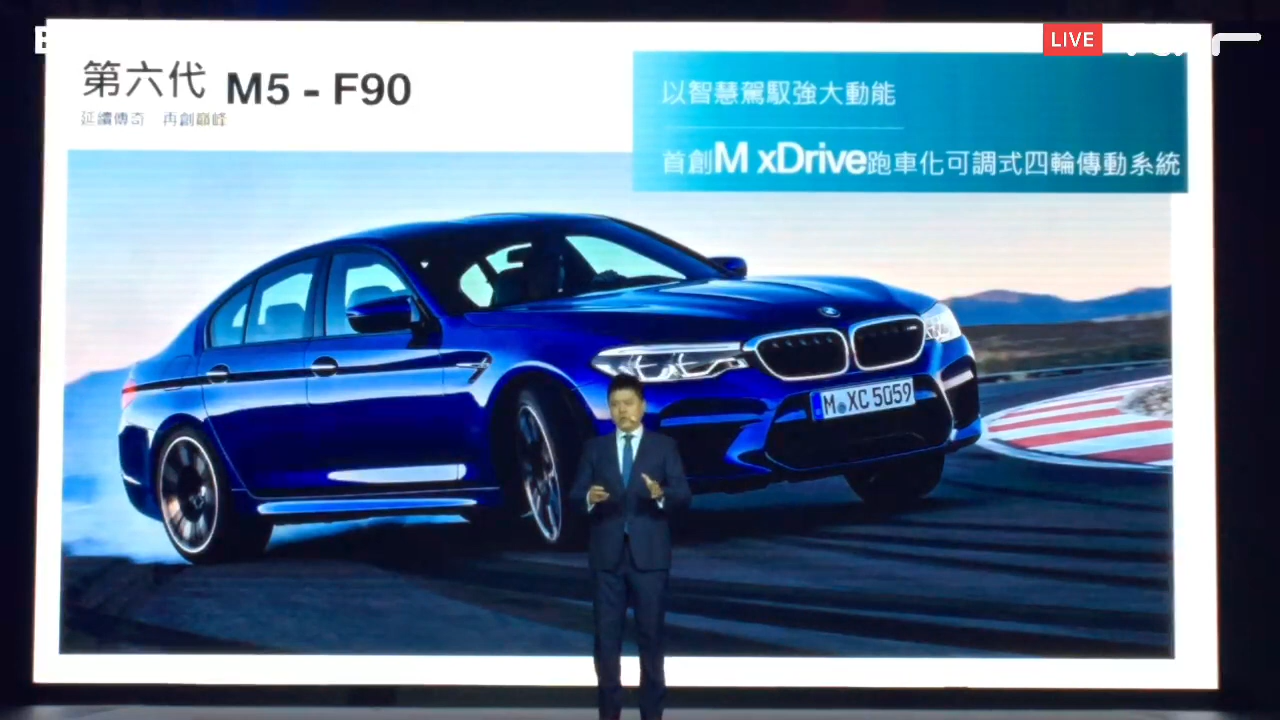 LIVE
第六代 M5 - F90
延續傳奇 再創巔峰
以智慧駕馭強大動能
首創M xDrive跑車化可調式四輪傳動系統
M XC 5059